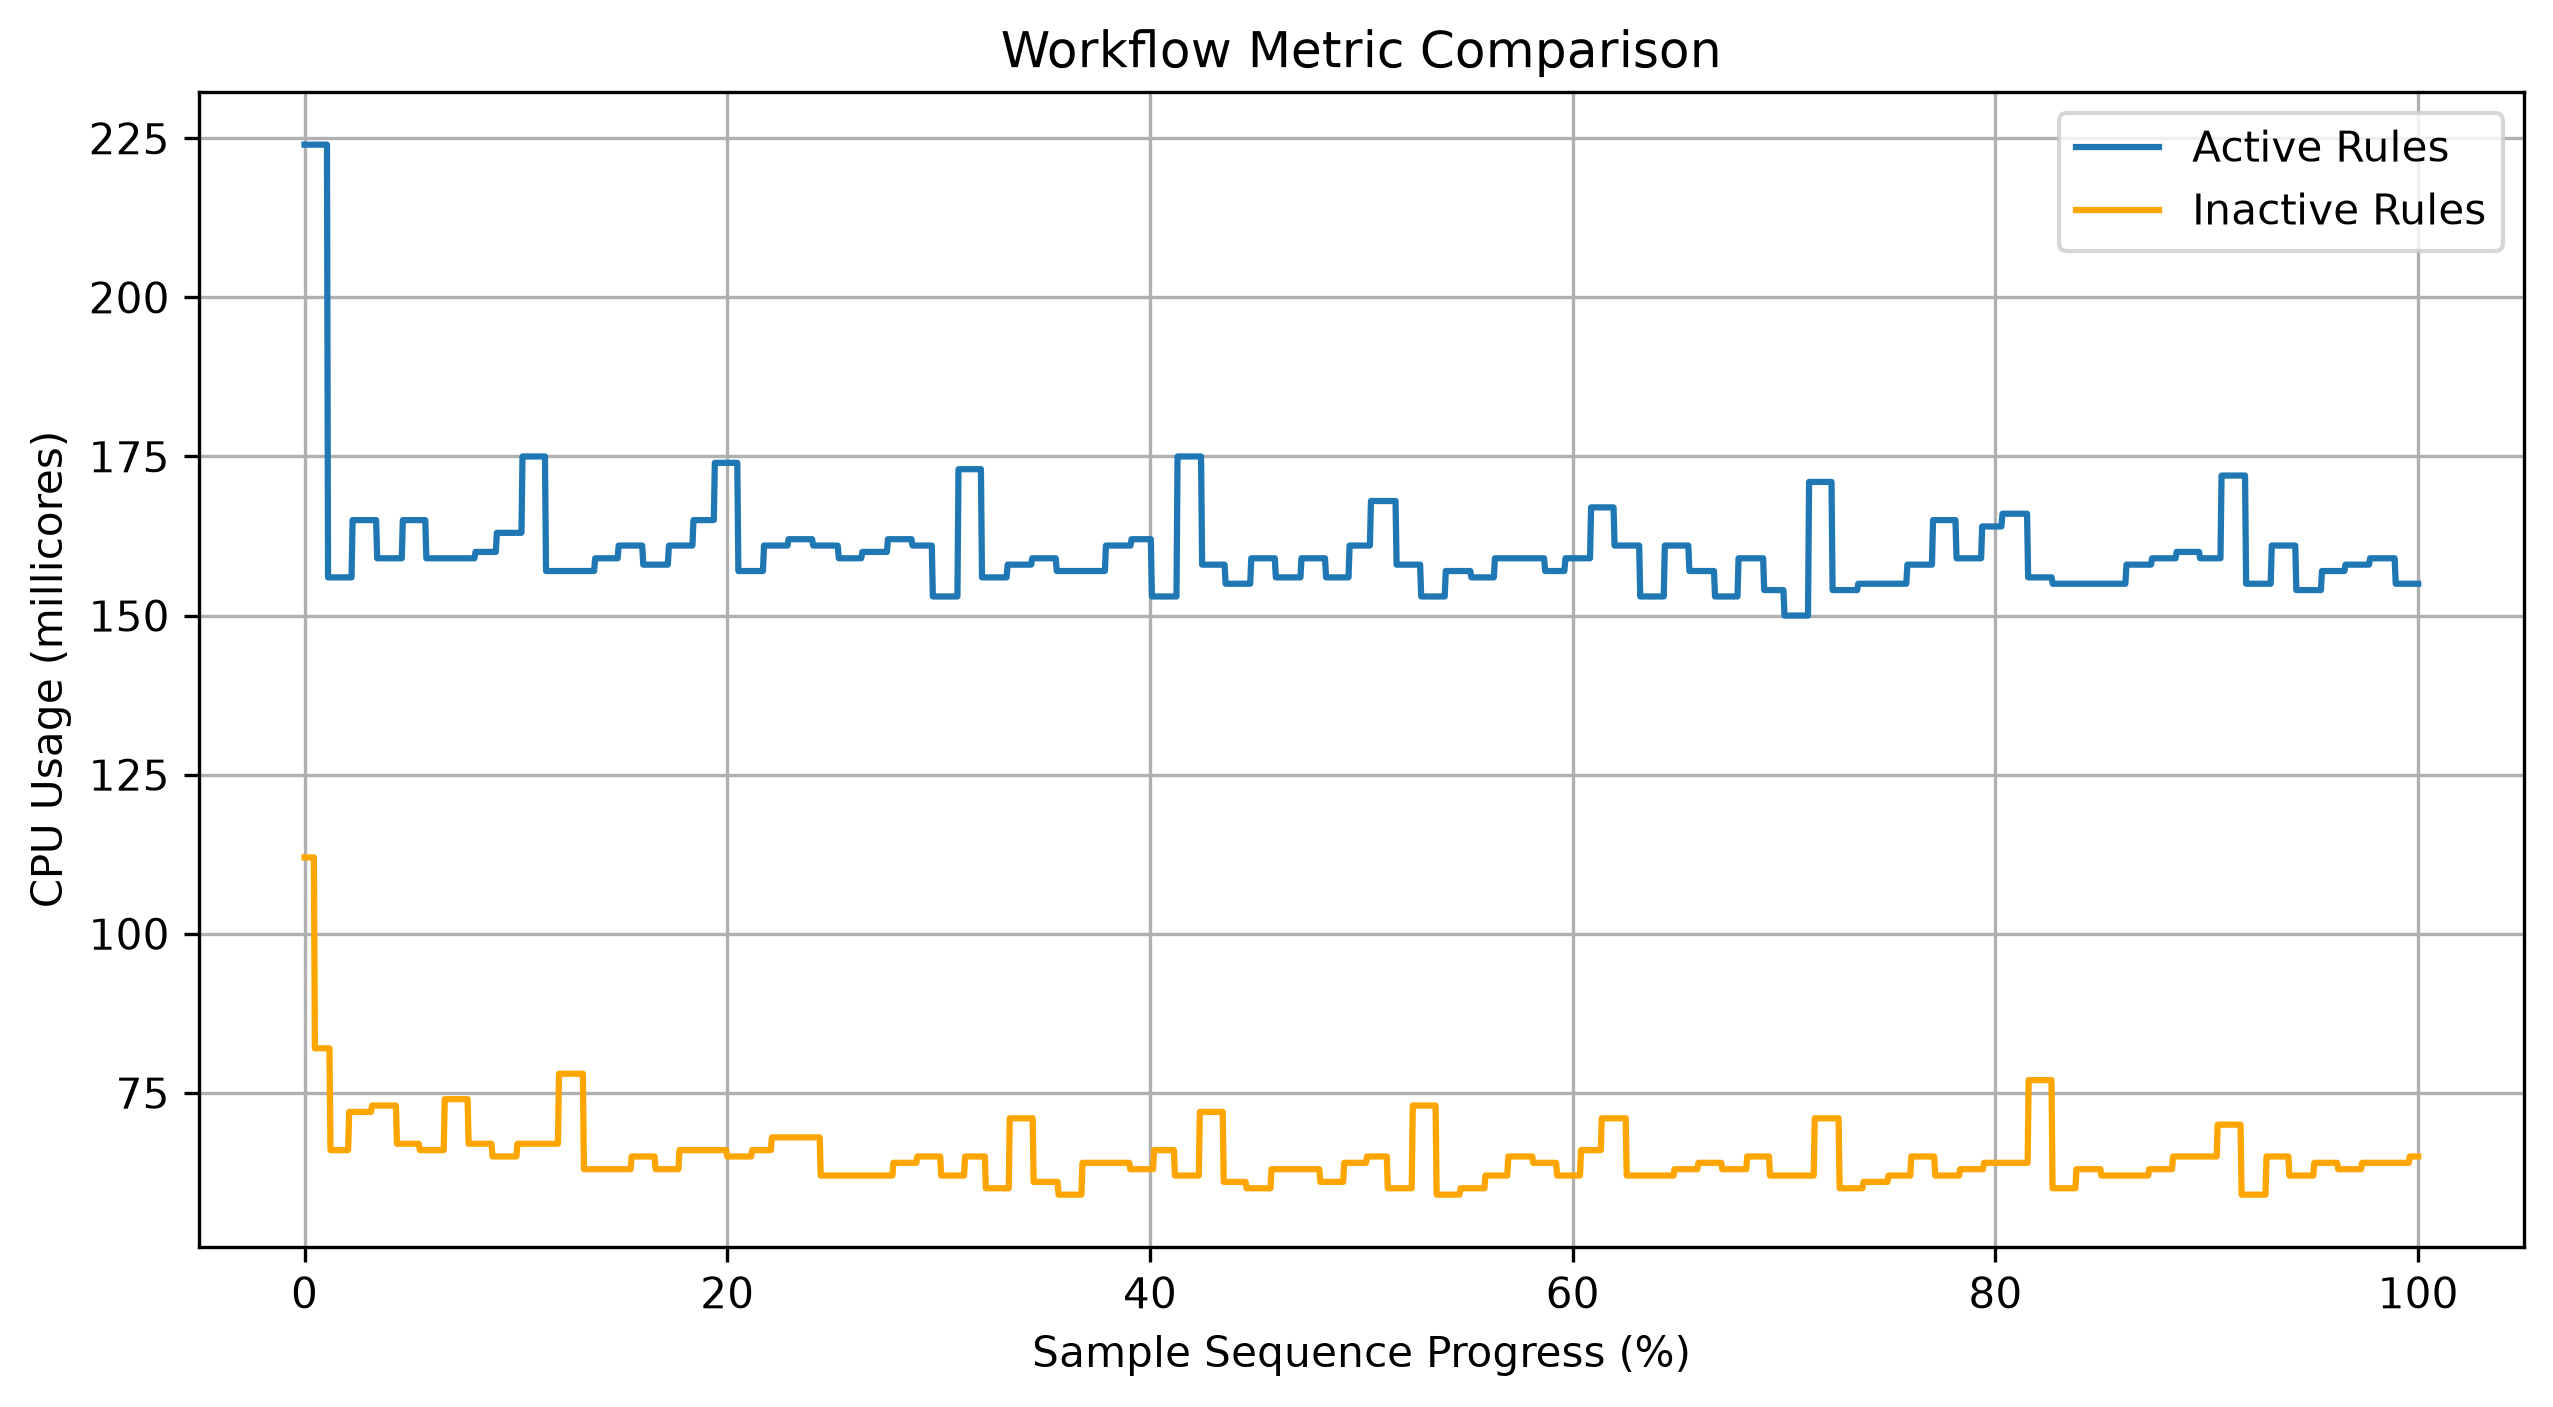 Workflow Metric Comparison
Active Rules
Inactive Rules
CPU Usage (millicores)
225
200
175
150
125
100
75
0 20 40 60 80 100
Sample Sequence Progress (%)